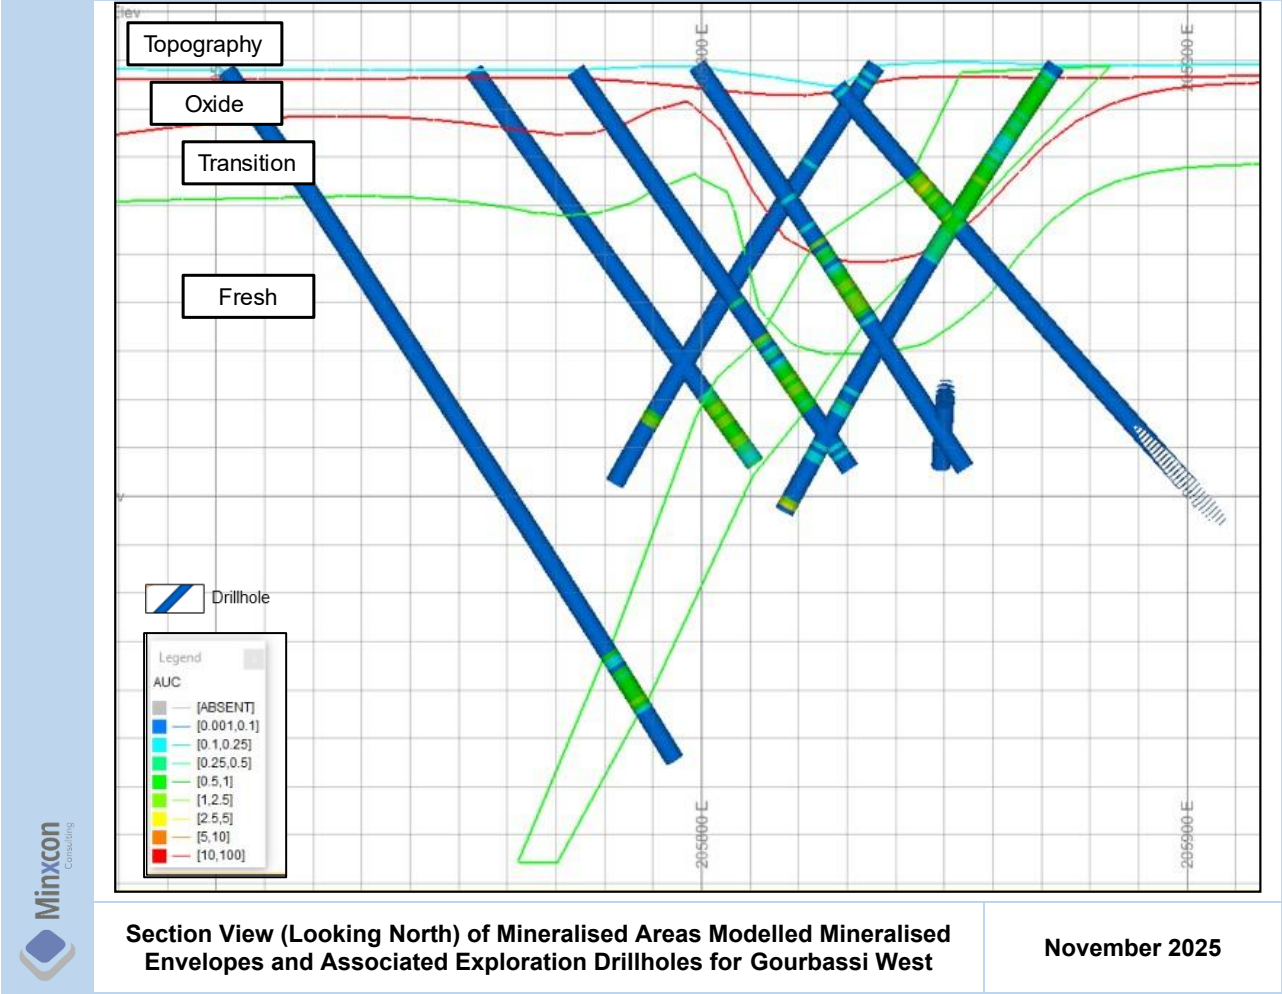 Elev
Topography
Oxide
Transition
Fresh
205900 E
Drillhole
Legend
AUC
[ABSENT]
[0.001,0.1]
[0.1,0.25]
[0.25,0.5]
[0.5,1]
[1,2.5]
[2.5,5]
[5,10]
[10,100]
205800 E
205900 E
Minxcon
Consulting
Section View (Looking North) of Mineralised Areas Modelled Mineralised
Envelopes and Associated Exploration Drillholes for Gourbassi West
November 2025